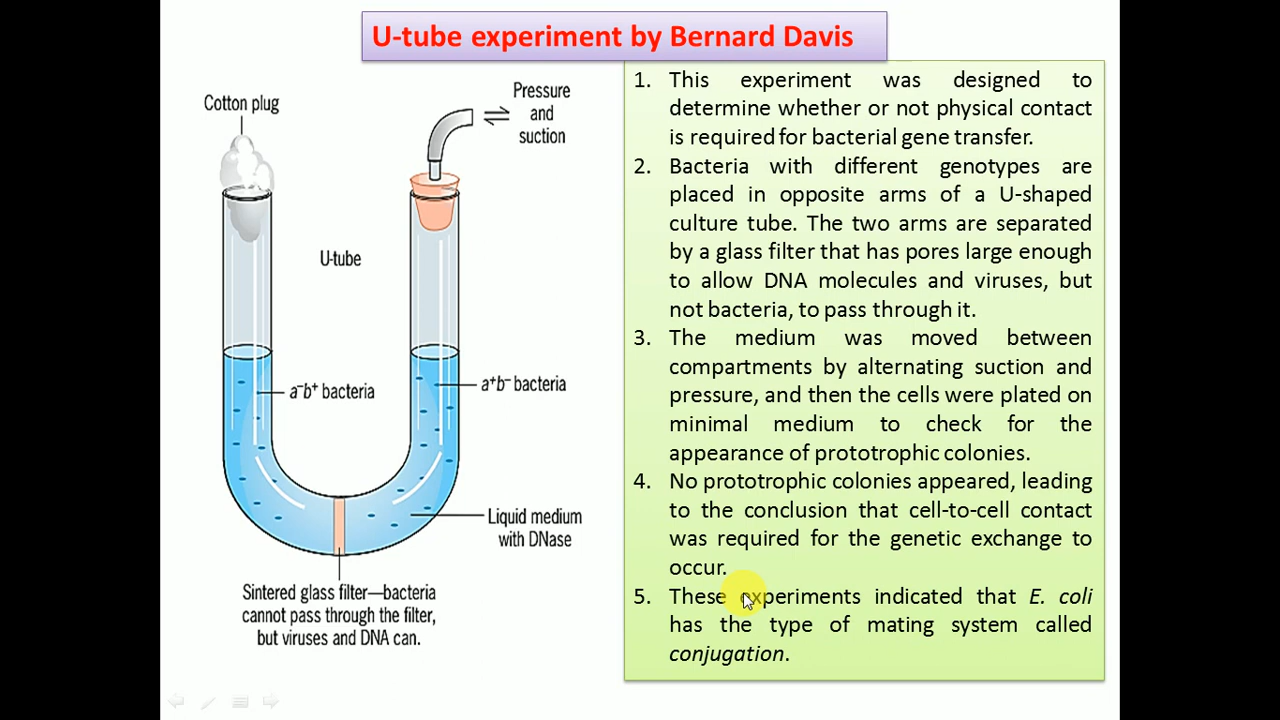 U-tube experiment by Bernard Davis
Cotton plug
Pressure
and
suction
U-tube
a⁻b⁺ bacteria
a⁺b⁻ bacteria
Liquid medium
with DNase
Sintered glass filter—bacteria
cannot pass through the filter,
but viruses and DNA can.
1. This experiment was designed to
determine whether or not physical contact
is required for bacterial gene transfer.
2. Bacteria with different genotypes are
placed in opposite arms of a U-shaped
culture tube. The two arms are separated
by a glass filter that has pores large enough
to allow DNA molecules and viruses, but
not bacteria, to pass through it.
3. The medium was moved between
compartments by alternating suction and
pressure, and then the cells were plated on
minimal medium to check for the
appearance of prototrophic colonies.
4. No prototrophic colonies appeared, leading
to the conclusion that cell-to-cell contact
was required for the genetic exchange to
occur.
5. These experiments indicated that E. coli
has the type of mating system called
conjugation.